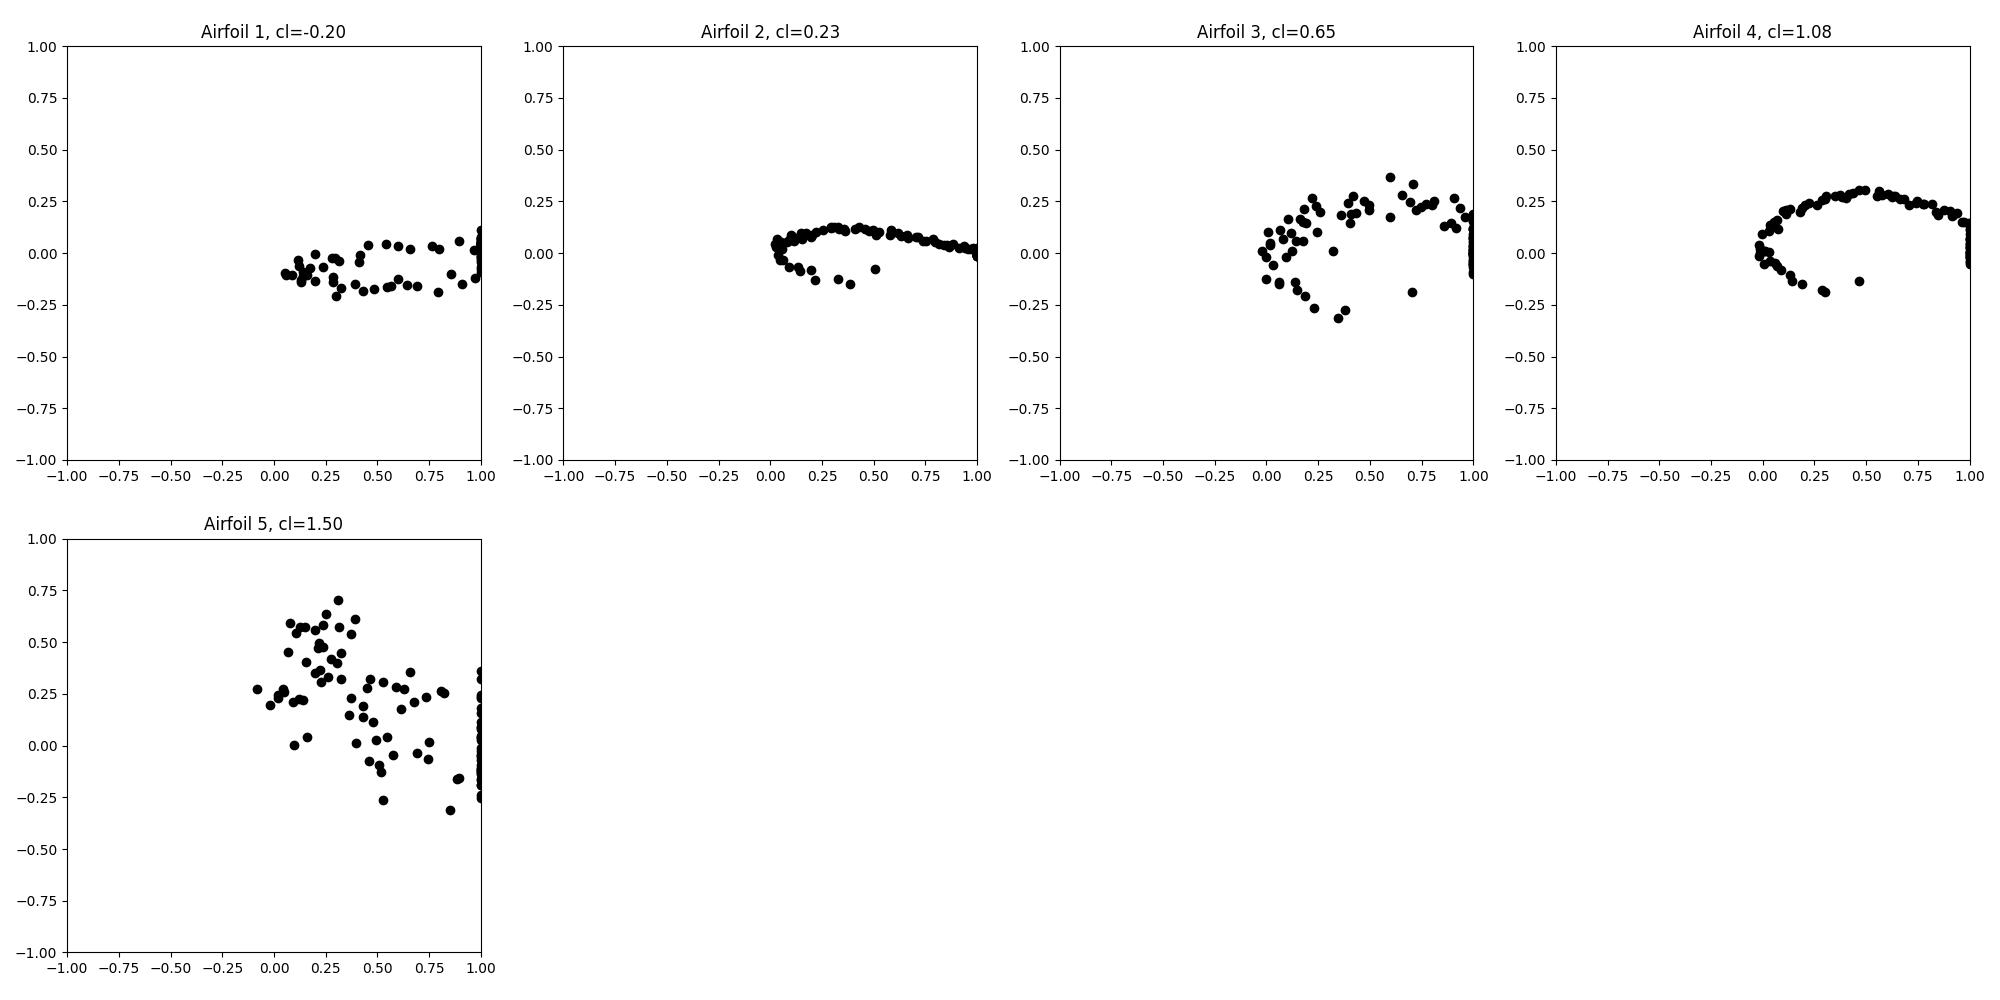 Airfoil 1, cl=-0.20
Airfoil 2, cl=0.23
Airfoil 3, cl=0.65
Airfoil 4, cl=1.08
1.00 1.00 1.00 1.00
0.75 0.75 0.75 0.75
0.50 0.50 0.50 0.50
0.25 0.25 0.25 0.25
0.00 0.00 0.00 0.00
−0.25 −0.25 −0.25 −0.25
−0.50 −0.50 −0.50 −0.50
−0.75 −0.75 −0.75 −0.75
−1.00 −1.00 −1.00 −1.00
−1.00 −0.75 −0.50 −0.25 0.00 0.25 0.50 0.75 1.00
−1.00 −0.75 −0.50 −0.25 0.00 0.25 0.50 0.75 1.00
−1.00 −0.75 −0.50 −0.25 0.00 0.25 0.50 0.75 1.00
−1.00 −0.75 −0.50 −0.25 0.00 0.25 0.50 0.75 1.00
Airfoil 5, cl=1.50
1.00
0.75
0.50
0.25
0.00
−0.25
−0.50
−0.75
−1.00
−1.00 −0.75 −0.50 −0.25 0.00 0.25 0.50 0.75 1.00